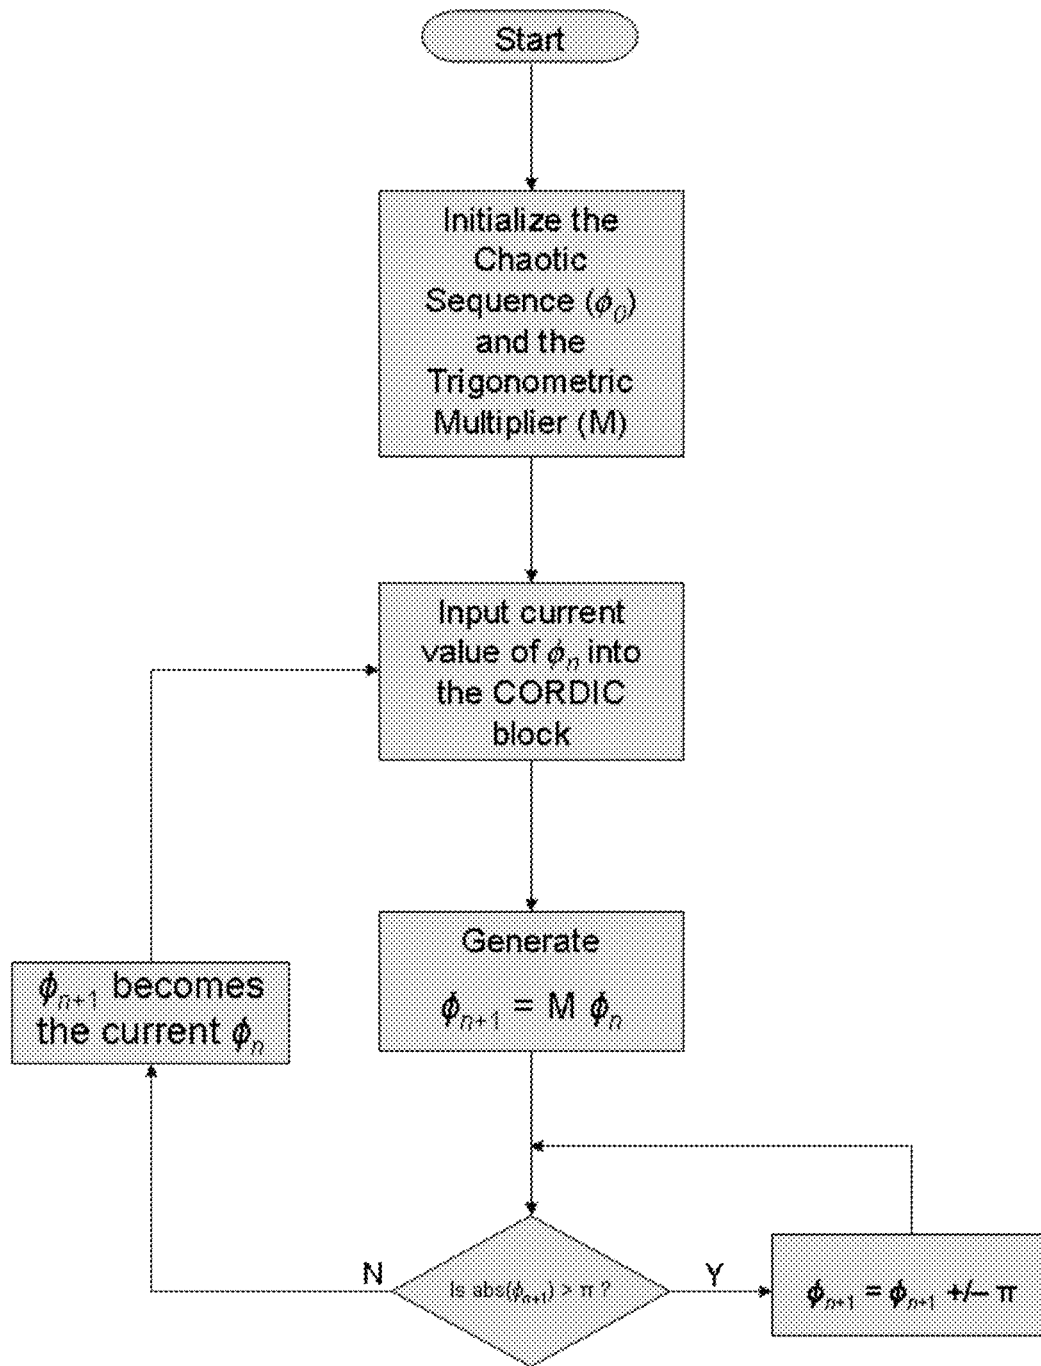 Start
Initialize the
Chaotic
Sequence (ϕ₀)
and the
Trigonometric
Multiplier (M)
Input current
value of ϕₙ into
the CORDIC
block
Generate
ϕₙ₊₁ = M ϕₙ
ϕₙ₊₁ becomes
the current ϕₙ
N
Is abs(ϕₙ₊₁) > π ?
Y
ϕₙ₊₁ = ϕₙ₊₁ +/– π